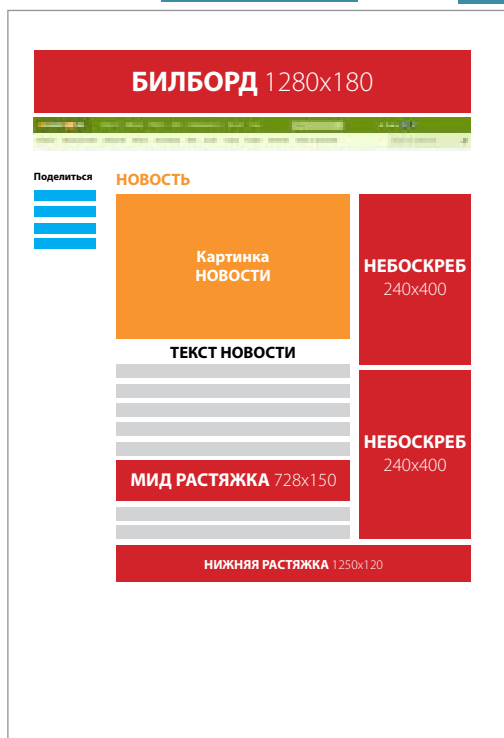 БИЛБОРД 1280x180
Поделиться
НОВОСТЬ
Картинка
НОВОСТИ
НЕБОСКРЕБ
240x400
ТЕКСТ НОВОСТИ
НЕБОСКРЕБ
240x400
МИД РАСТЯЖКА 728x150
НИЖНЯЯ РАСТЯЖКА 1250x120